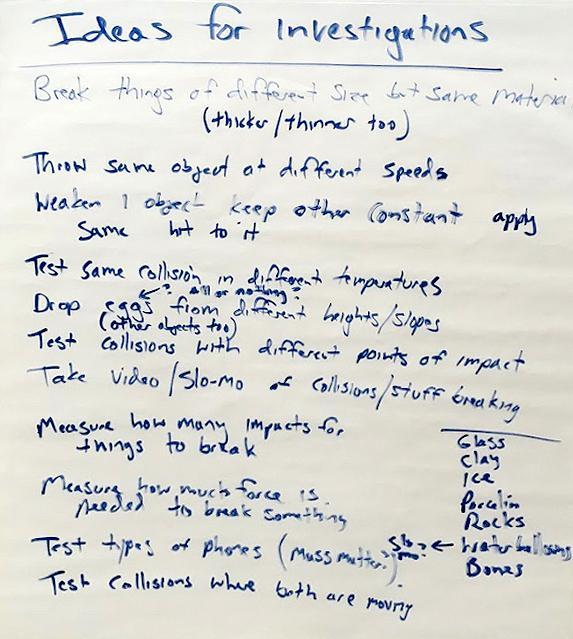 Ideas for Investigations
Break things of different size but same material
(thicker/thinner too)
Throw same object at different speeds
Weaken 1 object keep other constant apply
same hit to it
Test same collision in different temperatures
? all or nothing?
Drop eggs from different heights/slopes
(other objects too)
Test collisions with different points of impact
Take video/slo-mo of collisions/stuff breaking
Measure how many impacts for
things to break
Measure how much force is
needed to break something
Test types of phones (Mass matter?)
Test collisions where both are moving
Glass
Clay
Ice
Porcelin
Rocks
Slo mo? ← water balloons
Bones